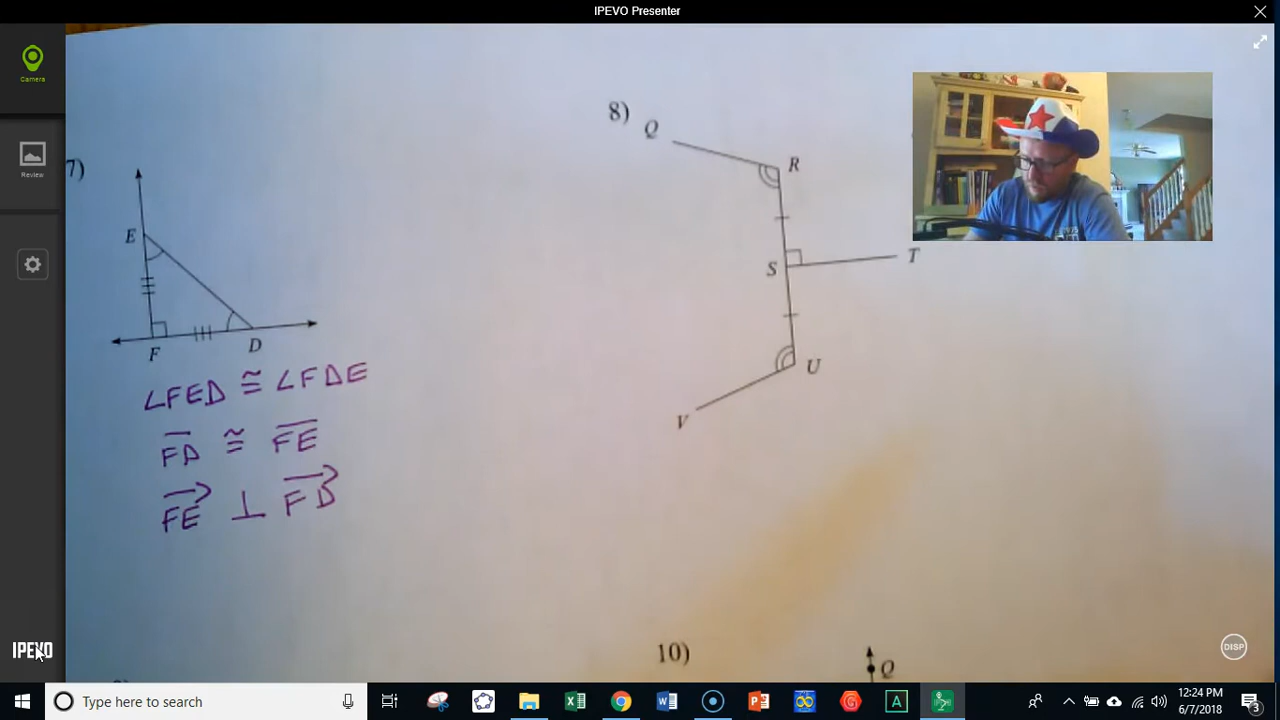 IPEVO Presenter
Camera
Review
7)
E
F
D
∠FED ≅ ∠FDE
FD ≅ FE
FE ⊥ FD
8)
Q
R
S
T
U
V
10)
Q
IPEVO
DISP
Type here to search
12:24 PM
6/7/2018
3